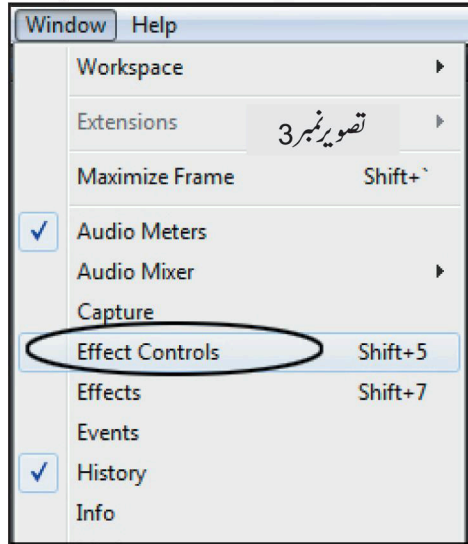 Window Help
Workspace
Extensions
تصویرنمبر3
Maximize Frame Shift+`
Audio Meters
Audio Mixer
Capture
Effect Controls Shift+5
Effects Shift+7
Events
History
Info